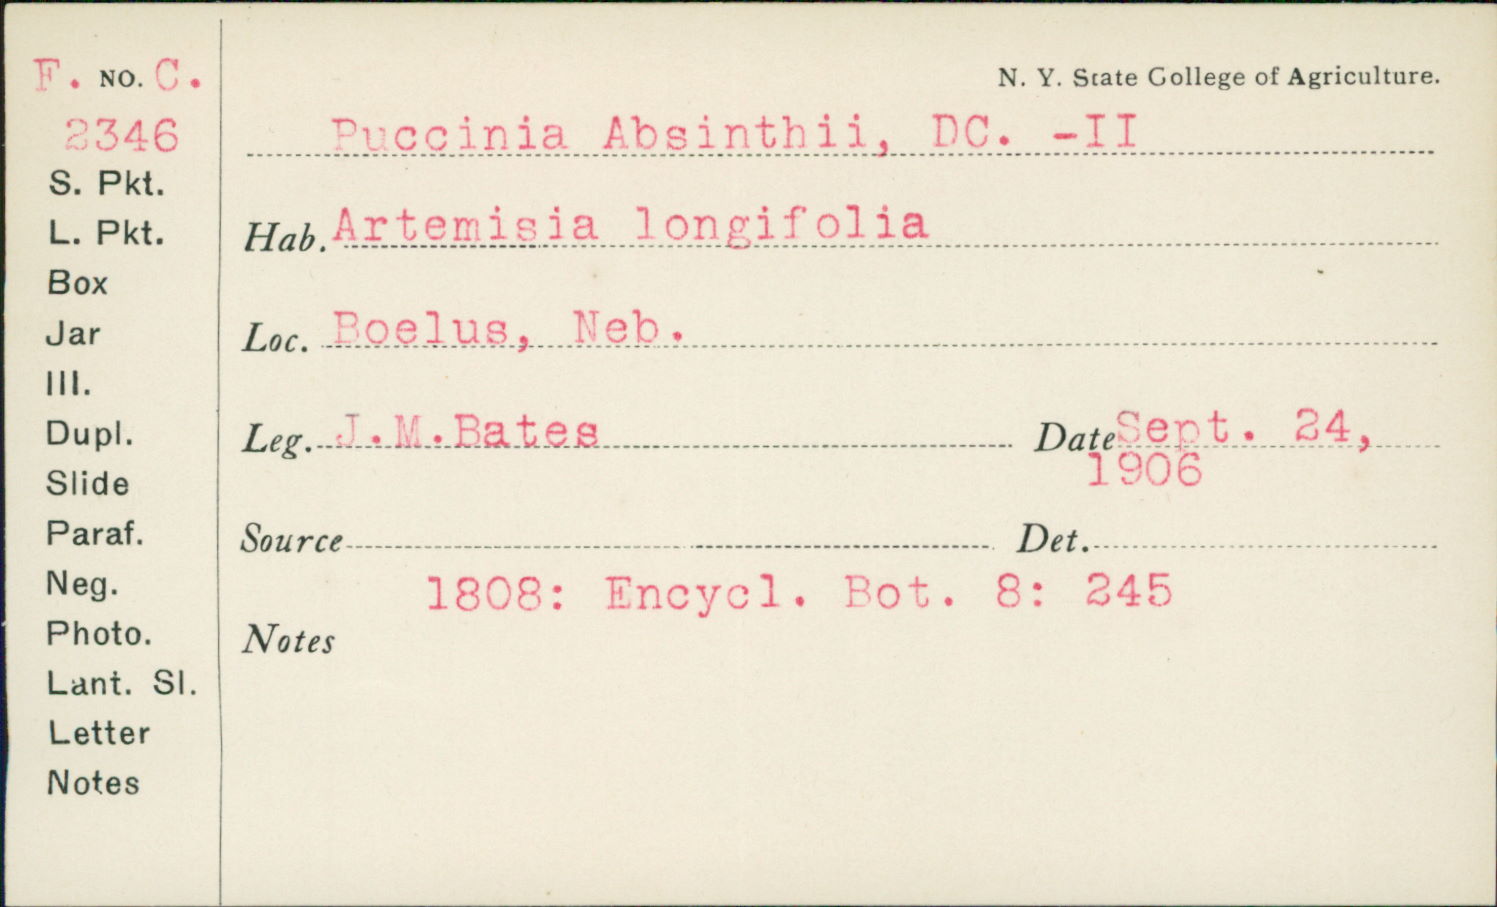 F. NO. C.
2346
S. Pkt.
L. Pkt.
Box
Jar
Ill.
Dupl.
Slide
Paraf.
Neg.
Photo.
Lant. Sl.
Letter
Notes
N. Y. State College of Agriculture.
Puccinia Absinthii, DC. -II
Hab. Artemisia longifolia
Loc. Boelus, Neb.
Leg. J.M.Bates Date Sept. 24,
1906
Source Det.
1808: Encycl. Bot. 8: 245
Notes